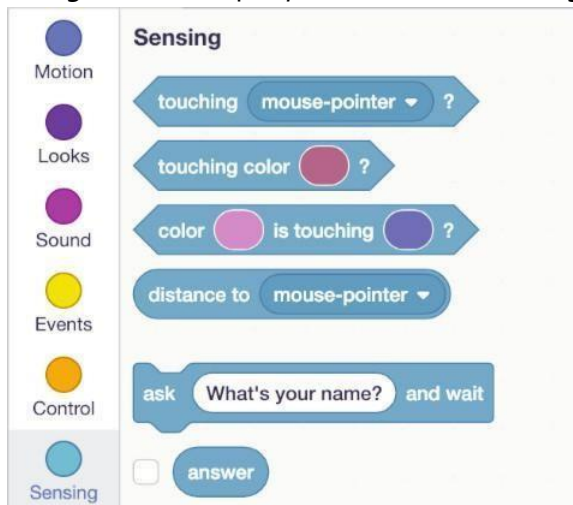 Sensing
Motion
touching mouse-pointer ?
Looks
touching color ?
Sound
color is touching ?
Events
distance to mouse-pointer
Control
ask What's your name? and wait
Sensing
answer